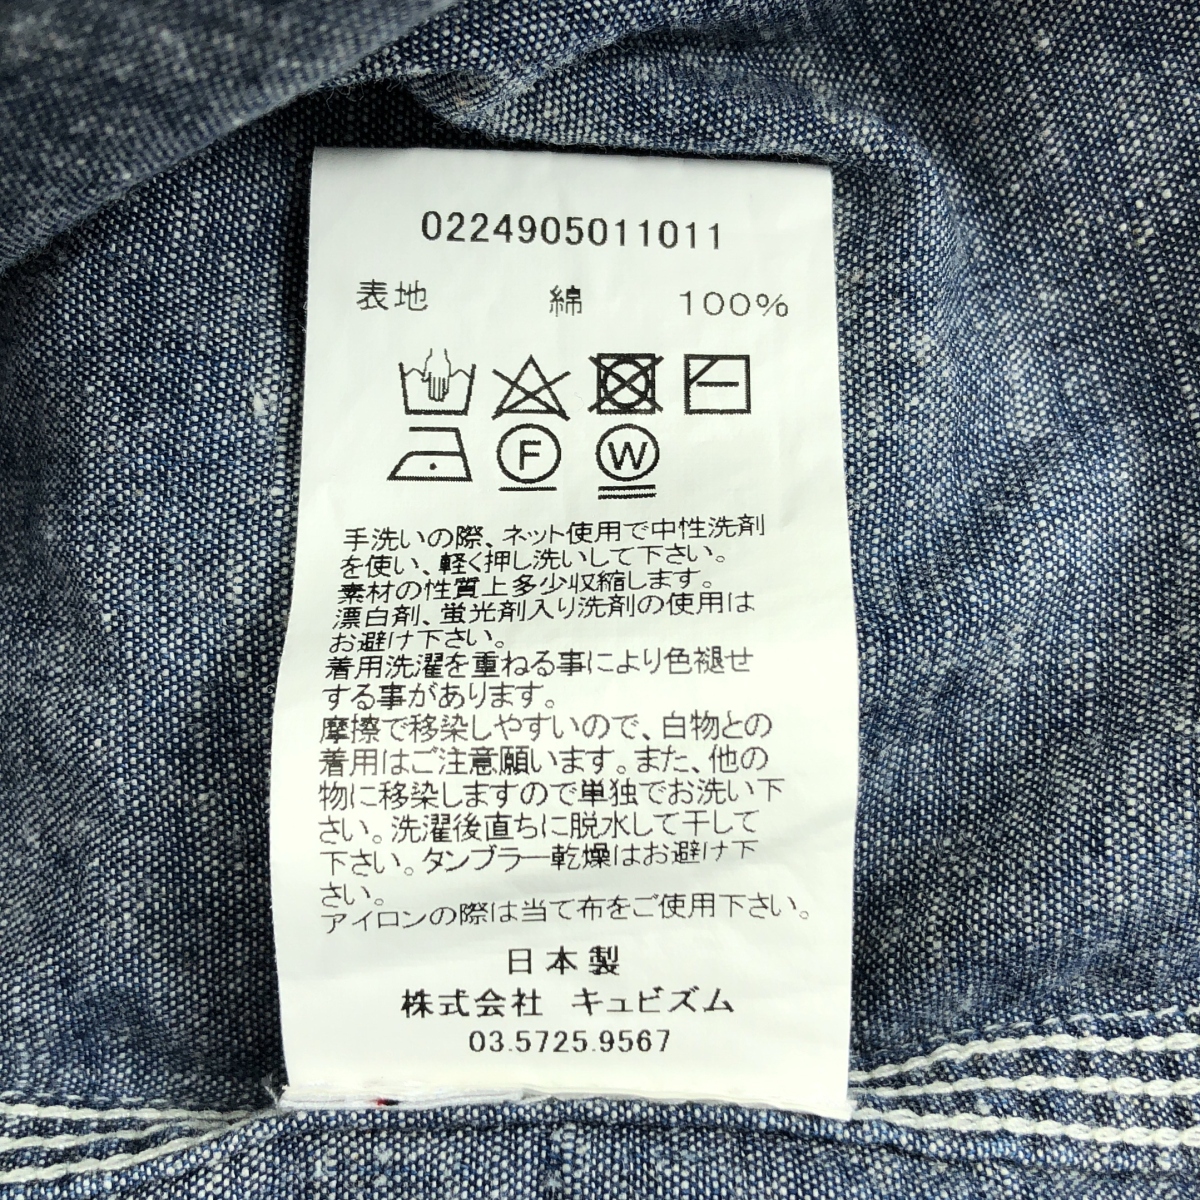 0224905011011
表地 綿 100%
F W
手洗いの際、ネット使用で中性洗剤
を使い、軽く押し洗いして下さい。
素材の性質上多少収縮します。
漂白剤、蛍光剤入り洗剤の使用は
お避け下さい。
着用洗濯を重ねる事により色褪せ
する事があります。
摩擦で移染しやすいので、白物との
着用はご注意願います。また、他の
物に移染しますので単独でお洗い下
さい。洗濯後直ちに脱水して干して
下さい。タンブラー乾燥はお避け下
さい。
アイロンの際は当て布をご使用下さい。
日本製
株式会社 キュビズム
03.5725.9567